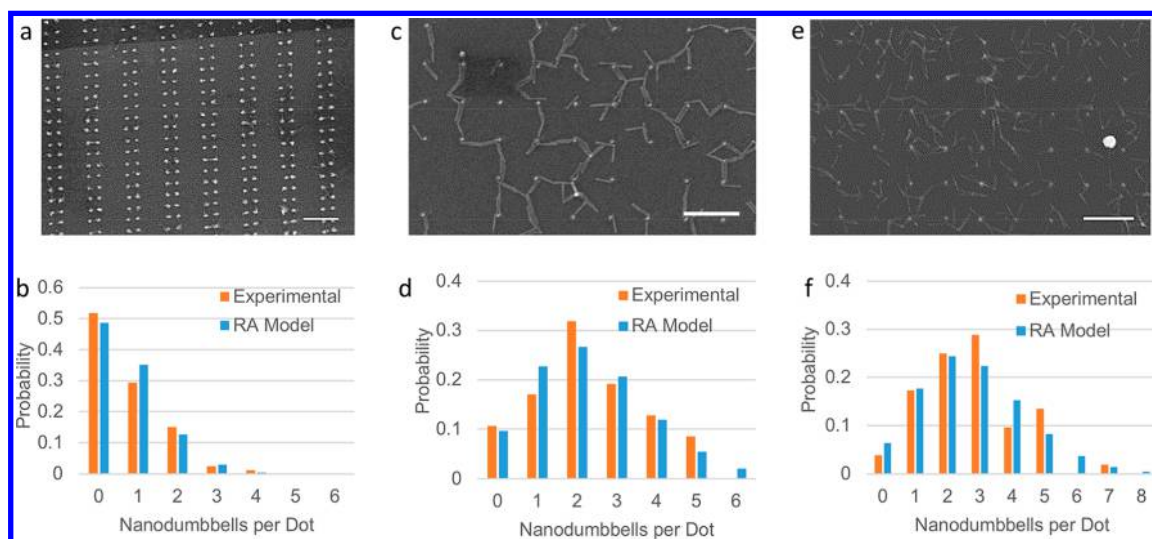 a
c
e
b
0.6
0.5
0.4
0.3
0.2
0.1
0
Probability
Experimental
RA Model
0 1 2 3 4 5 6
Nanodumbbells per Dot
d
0.4
0.3
0.2
0.1
0
Probability
Experimental
RA Model
0 1 2 3 4 5 6
Nanodumbbells per Dot
f
0.4
0.3
0.2
0.1
0
Probability
Experimental
RA Model
0 1 2 3 4 5 6 7 8
Nanodumbbells per Dot